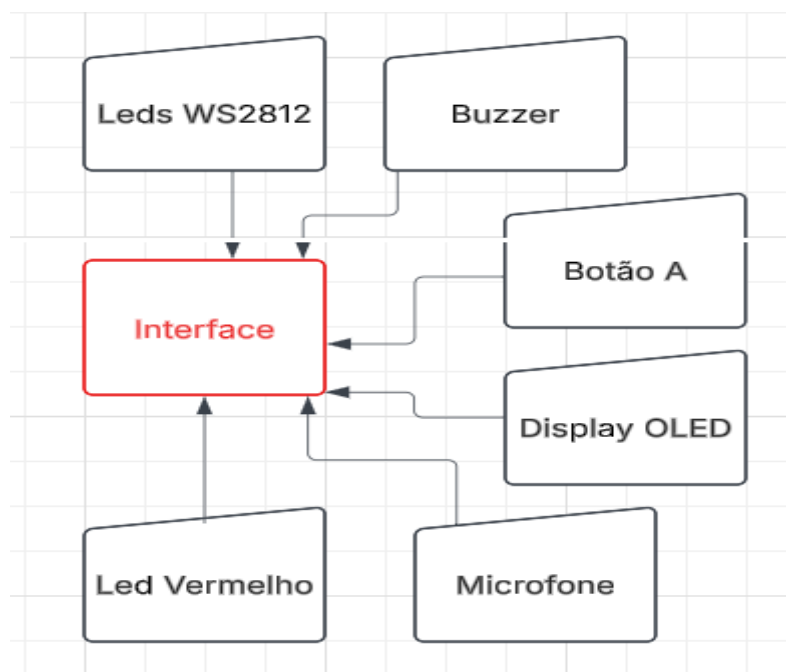 Leds WS2812
Buzzer
Botão A
Interface
Display OLED
Led Vermelho
Microfone